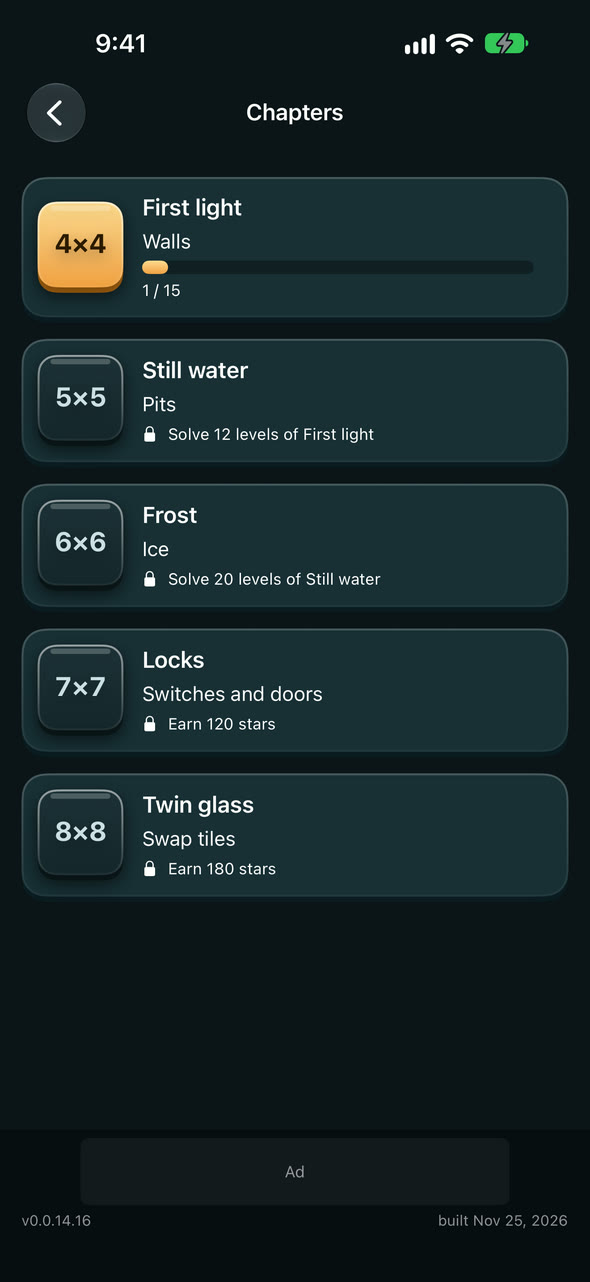 9:41
Chapters
4×4
First light
Walls
1 / 15
5×5
Still water
Pits
Solve 12 levels of First light
6×6
Frost
Ice
Solve 20 levels of Still water
7×7
Locks
Switches and doors
Earn 120 stars
8×8
Twin glass
Swap tiles
Earn 180 stars
Ad
v0.0.14.16
built Nov 25, 2026